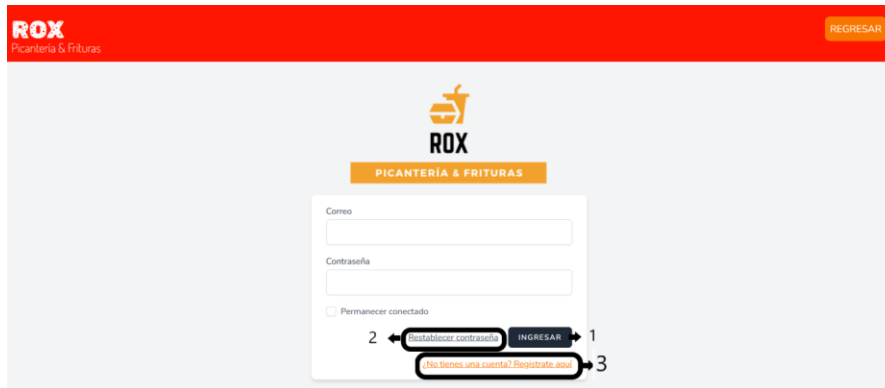 ROX
Picantería & Frituras
REGRESAR
ROX
PICANTERÍA & FRITURAS
Correo
Contraseña
Permanecer conectado
2 Restablecer contraseña INGRESAR 1
¿No tienes una cuenta? Registrate aquí 3